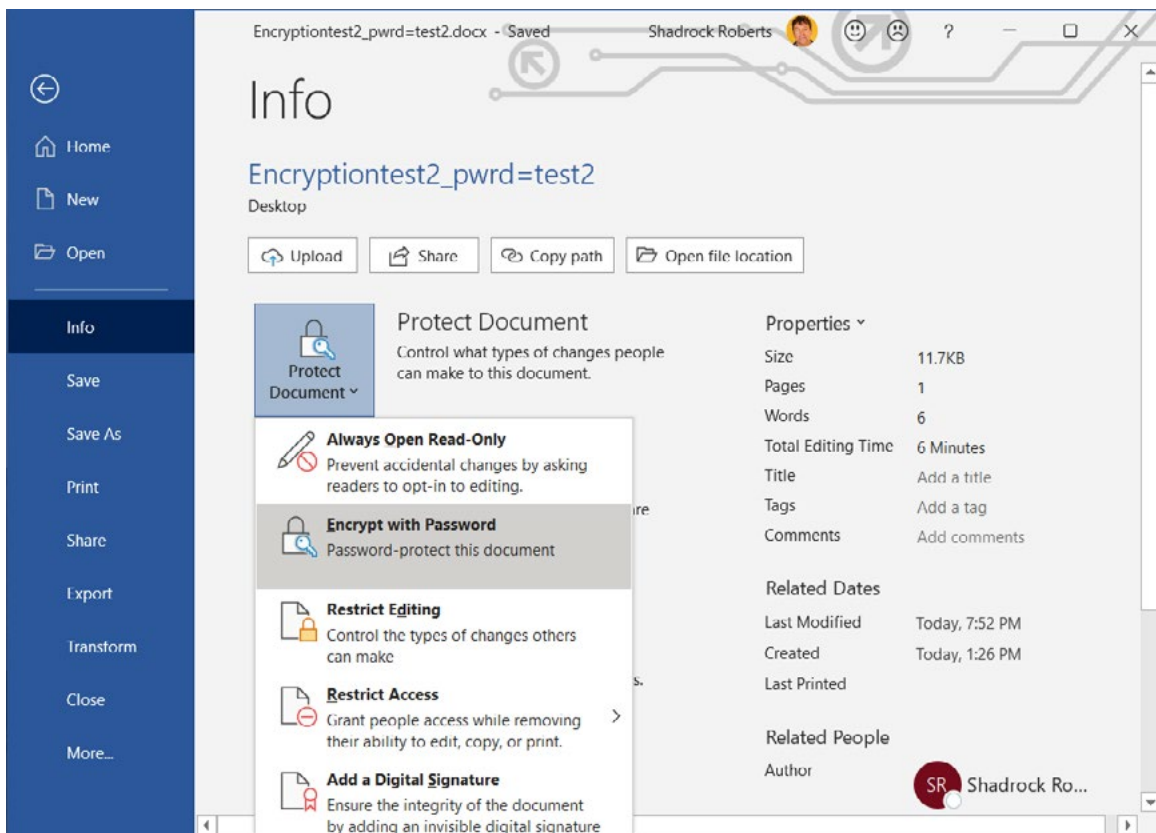 Encryptiontest2_pwrd=test2.docx - Saved
Shadrock Roberts
?
Info
Home
New
Open
Info
Save
Save As
Print
Share
Export
Transform
Close
More...
Encryptiontest2_pwrd=test2
Desktop
Upload
Share
Copy path
Open file location
Protect
Document
Protect Document
Control what types of changes people
can make to this document.
Always Open Read-Only
Prevent accidental changes by asking
readers to opt-in to editing.
Encrypt with Password
Password-protect this document
Restrict Editing
Control the types of changes others
can make
Restrict Access
Grant people access while removing
their ability to edit, copy, or print.
Add a Digital Signature
Ensure the integrity of the document
by adding an invisible digital signature
Properties
Size 11.7KB
Pages 1
Words 6
Total Editing Time 6 Minutes
Title Add a title
Tags Add a tag
Comments Add comments
Related Dates
Last Modified Today, 7:52 PM
Created Today, 1:26 PM
Last Printed
Related People
Author
SR Shadrock Ro...